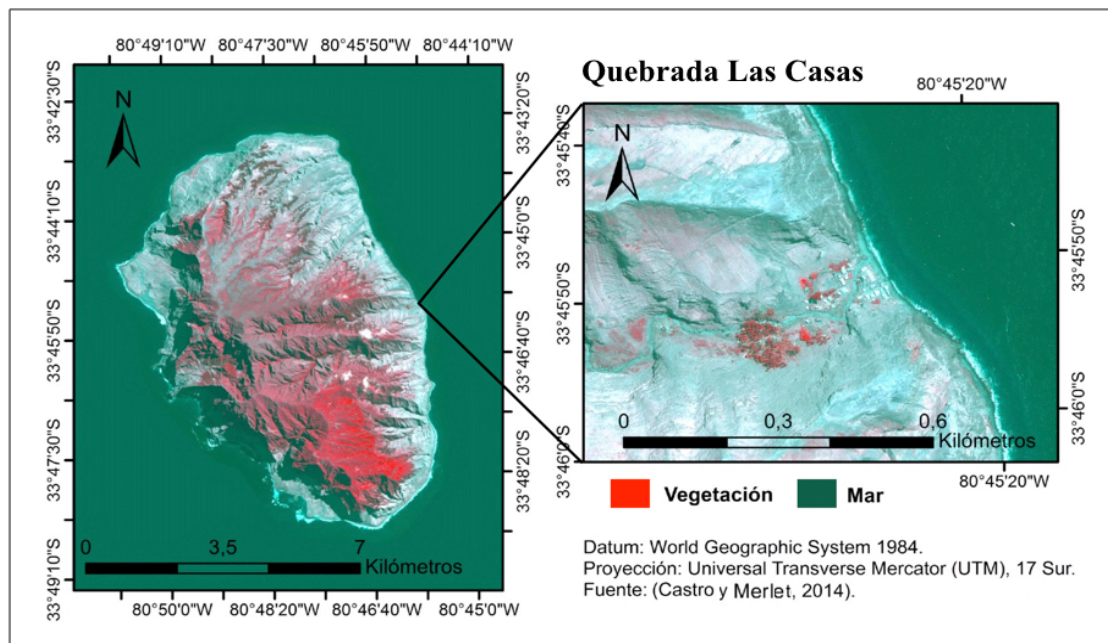 80°49'10"W 80°47'30"W 80°45'50"W 80°44'10"W
33°42'30"S
33°44'10"S
33°45'50"S
33°47'30"S
33°49'10"S
N
33°43'20"S
33°45'0"S
33°46'40"S
33°48'20"S
0 3,5 7
Kilómetros
80°50'0"W 80°48'20"W 80°46'40"W 80°45'0"W
Quebrada Las Casas
80°45'20"W
33°45'40"S
33°45'50"S
33°46'0"S
N
33°45'50"S
33°46'0"S
0 0,3 0,6
Kilómetros
80°45'20"W
Vegetación Mar
Datum: World Geographic System 1984.
Proyección: Universal Transverse Mercator (UTM), 17 Sur.
Fuente: (Castro y Merlet, 2014).